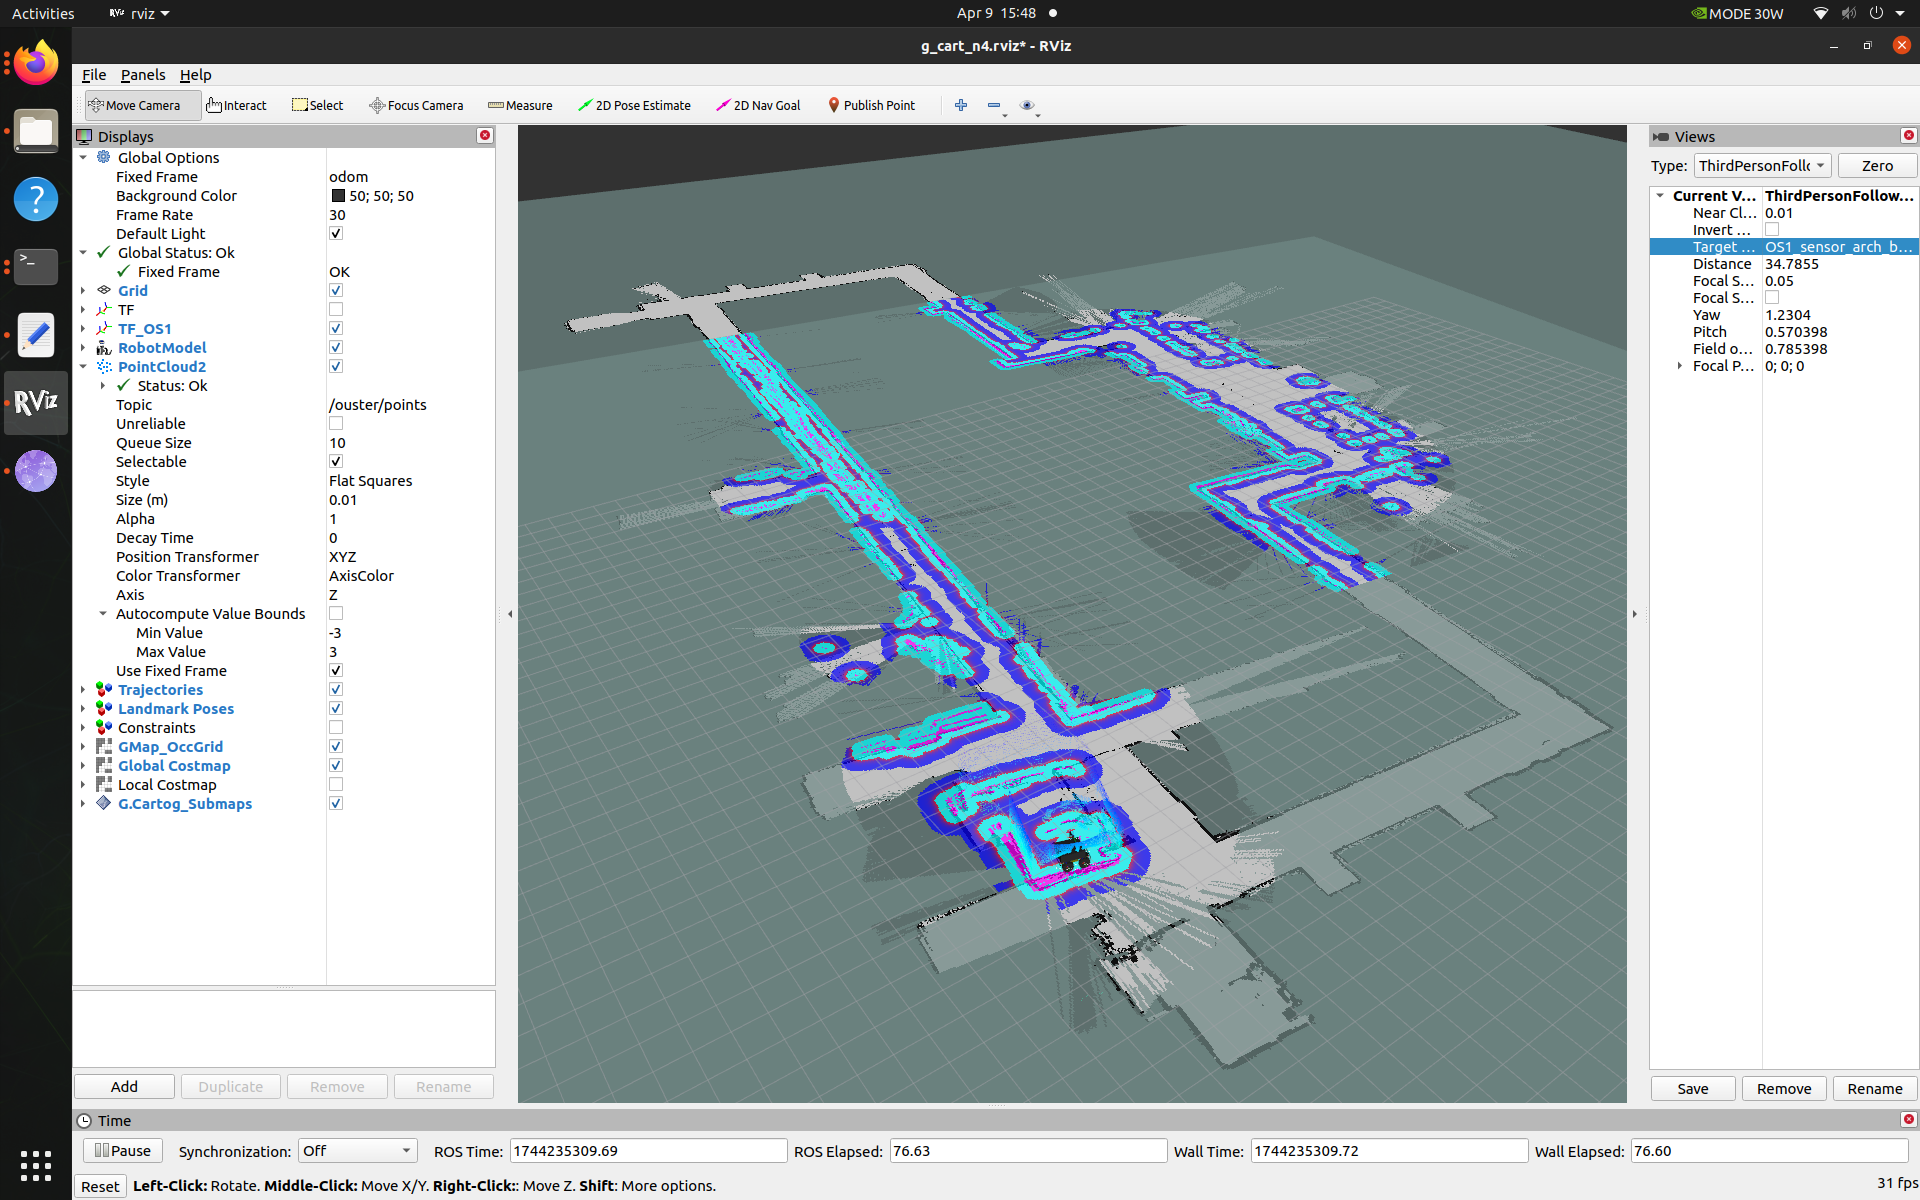 Activities rviz Apr 9 15:48 MODE 30W
g_cart_n4.rviz* - RViz
File Panels Help
Move Camera Interact Select Focus Camera Measure 2D Pose Estimate 2D Nav Goal Publish Point
Displays
Global Options
Fixed Frame odom
Background Color 50; 50; 50
Frame Rate 30
Default Light
Global Status: Ok
Fixed Frame OK
Grid
TF
TF_OS1
RobotModel
PointCloud2
Status: Ok
Topic /ouster/points
Unreliable
Queue Size 10
Selectable
Style Flat Squares
Size (m) 0.01
Alpha 1
Decay Time 0
Position Transformer XYZ
Color Transformer AxisColor
Axis Z
Autocompute Value Bounds
Min Value -3
Max Value 3
Use Fixed Frame
Trajectories
Landmark Poses
Constraints
GMap_OccGrid
Global Costmap
Local Costmap
G.Cartog_Submaps
Add Duplicate Remove Rename
RViz
Views
Type: ThirdPersonFoll Zero
Current V... ThirdPersonFollow...
Near Cl... 0.01
Invert ...
Target ... OS1_sensor_arch_b...
Distance 34.7855
Focal S... 0.05
Focal S...
Yaw 1.2304
Pitch 0.570398
Field o... 0.785398
Focal P... 0; 0; 0
Save Remove Rename
Time
Pause Synchronization: Off ROS Time: 1744235309.69 ROS Elapsed: 76.63 Wall Time: 1744235309.72 Wall Elapsed: 76.60
Reset Left-Click: Rotate. Middle-Click: Move X/Y. Right-Click:: Move Z. Shift: More options. 31 fps